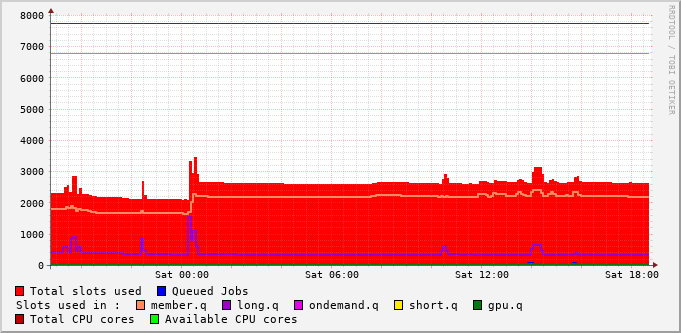 8000
7000
6000
5000
4000
3000
2000
1000
0
Sat 00:00 Sat 06:00 Sat 12:00 Sat 18:00
RRDTOOL / TOBI OETIKER
Total slots used Queued Jobs
Slots used in : member.q long.q ondemand.q short.q gpu.q
Total CPU cores Available CPU cores